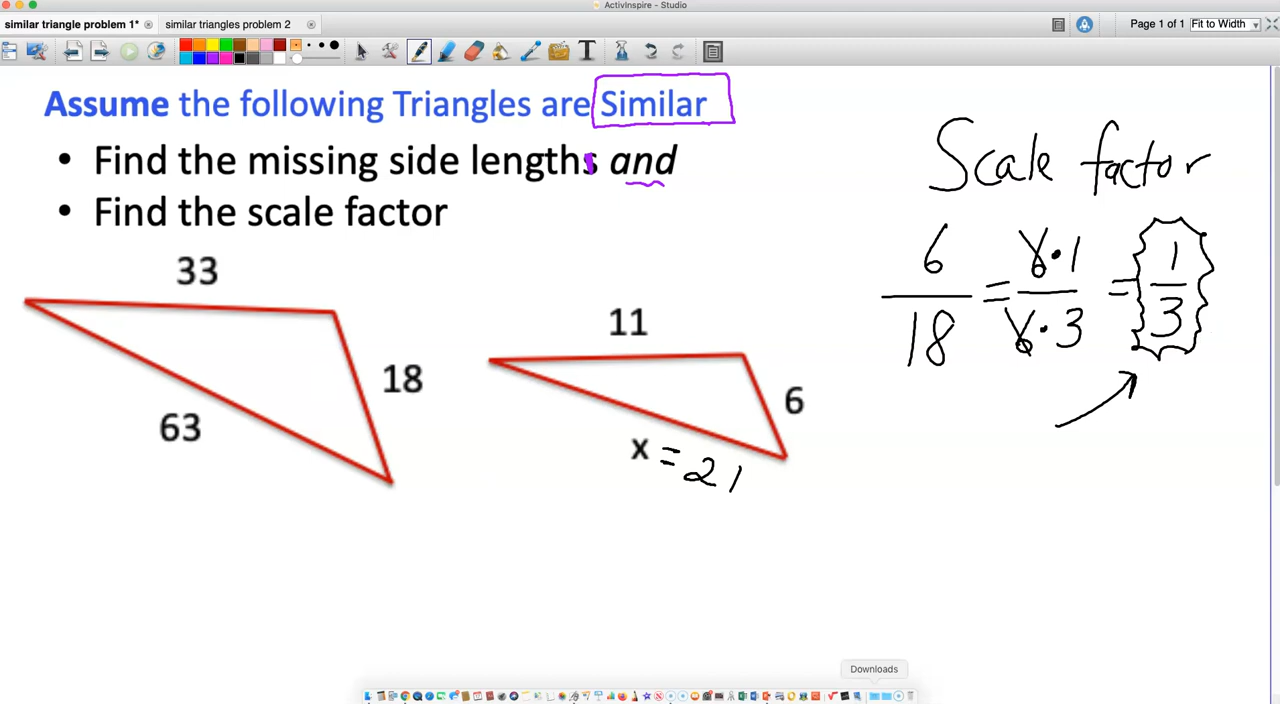 ActivInspire - Studio
similar triangle problem 1*
similar triangles problem 2
Page 1 of 1
Fit to Width
Assume the following Triangles are Similar
• Find the missing side lengths and
• Find the scale factor
33
18
63
11
6
x = 21
Scale factor
6/18 = 6·1/6·3 = 1/3
Downloads